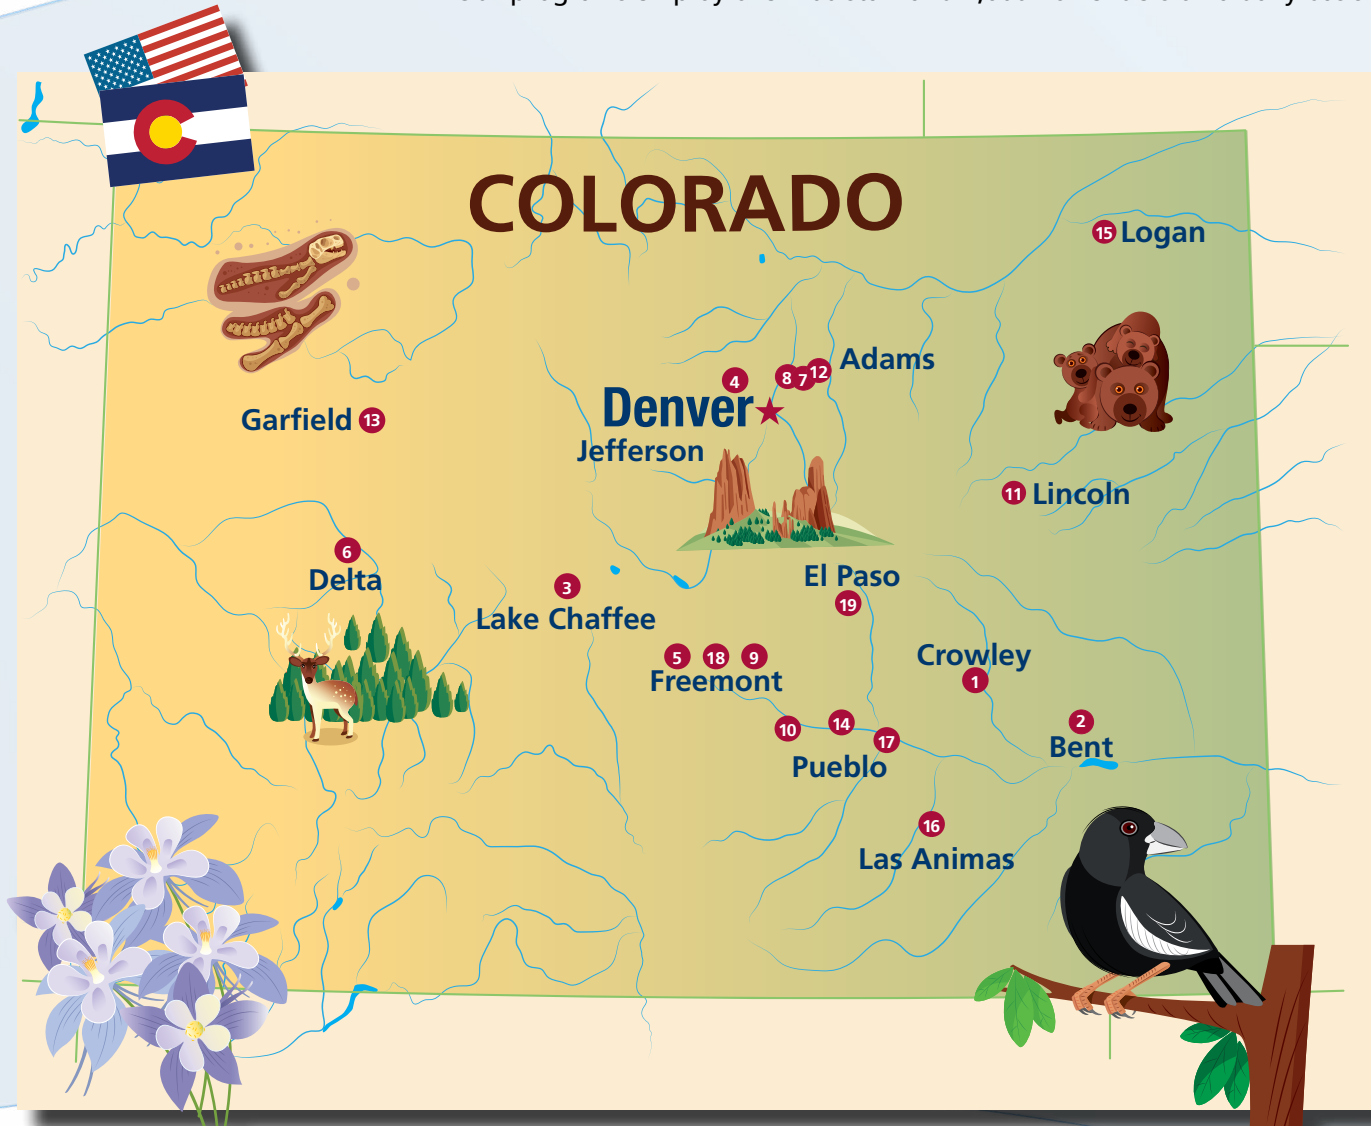 COLORADO
15 Logan
Adams
4
8 7 12
Denver
Garfield 13
Jefferson
11 Lincoln
6
Delta
El Paso
3
19
Lake Chaffee
Crowley
5 18 9
Freemont
1
2
14
10
17
Bent
Pueblo
16
Las Animas